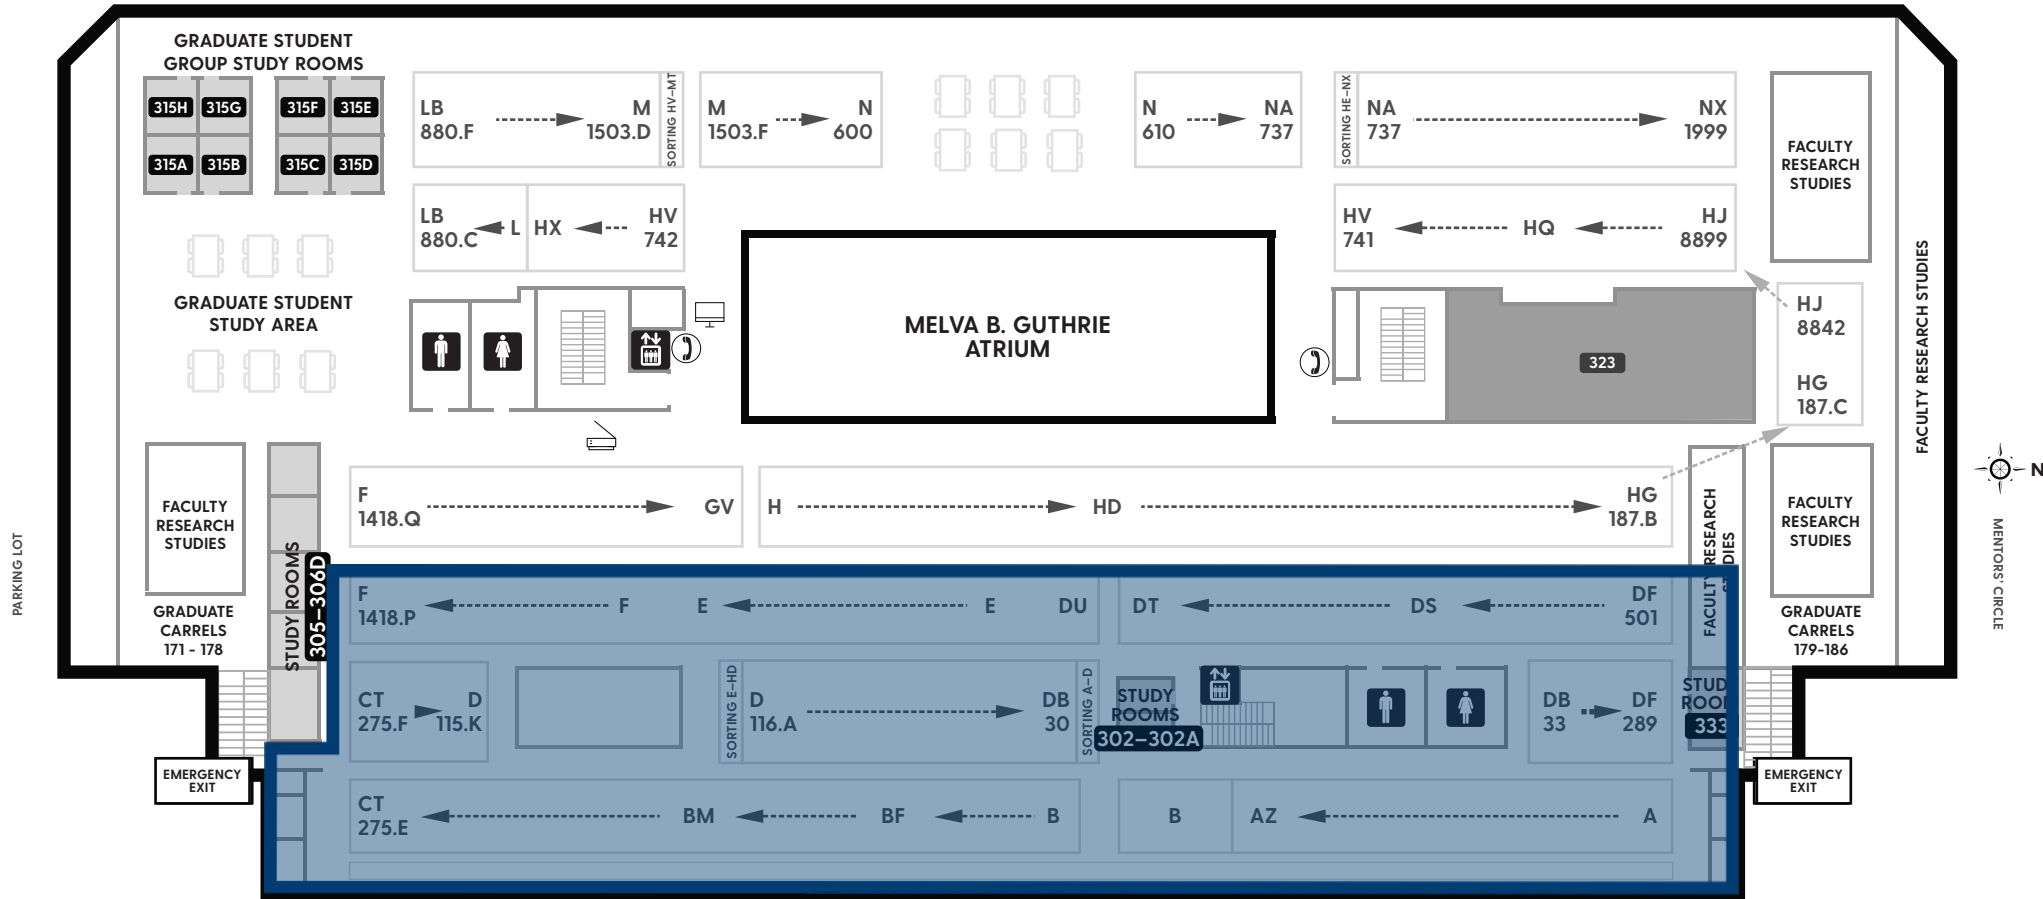 GRADUATE STUDENT
GROUP STUDY ROOMS
315H
315G
315F
315E
315A
315B
315C
315D
LB
880.F
M
1503.D
SORTING HV–MT
M
1503.F
N
600
N
610
NA
737
SORTING HE–NX
NA
737
NX
1999
FACULTY
RESEARCH
STUDIES
LB
880.C
L
HX
HV
742
HV
741
HQ
HJ
8899
FACULTY RESEARCH STUDIES
GRADUATE STUDENT
STUDY AREA
MELVA B. GUTHRIE
ATRIUM
323
HJ
8842
HG
187.C
FACULTY
RESEARCH
STUDIES
STUDY ROOMS
305–306D
F
1418.Q
GV
H
HD
HG
187.B
FACULTY RESEARCH
STUDIES
FACULTY
RESEARCH
STUDIES
N
PARKING LOT
MENTORS' CIRCLE
GRADUATE
CARRELS
171 - 178
F
1418.P
F
E
E
DU
DT
DS
DF
501
FACULTY
GRADUATE
CARRELS
179-186
CT
275.F
D
115.K
SORTING E–HD
D
116.A
DB
30
SORTING A–D
STUDY
ROOMS
302–302A
DB
33
DF
289
STUDY
ROOM
333
EMERGENCY
EXIT
EMERGENCY
EXIT
CT
275.E
BM
BF
B
B
AZ
A